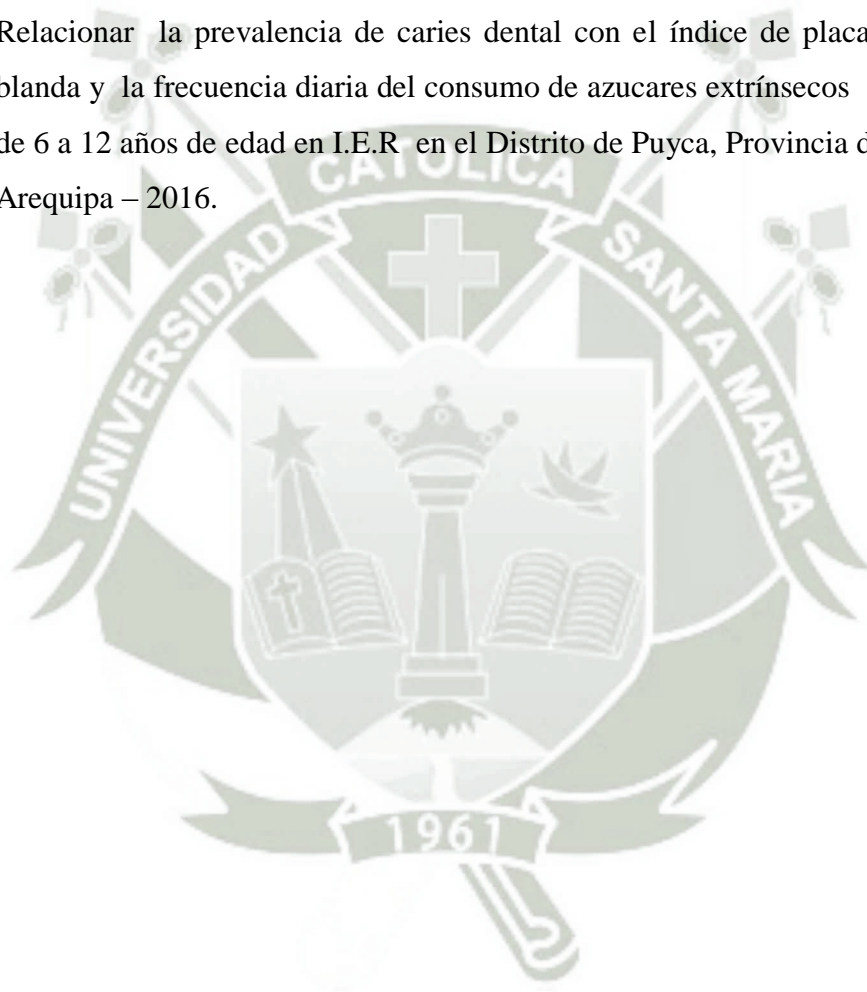 Relacionar la prevalencia de caries dental con el índice de placa
blanda y la frecuencia diaria del consumo de azucares extrínsecos
de 6 a 12 años de edad en I.E.R en el Distrito de Puyca, Provincia d
Arequipa – 2016.
UNIVERSIDAD CATOLICA SANTA MARIA
1961